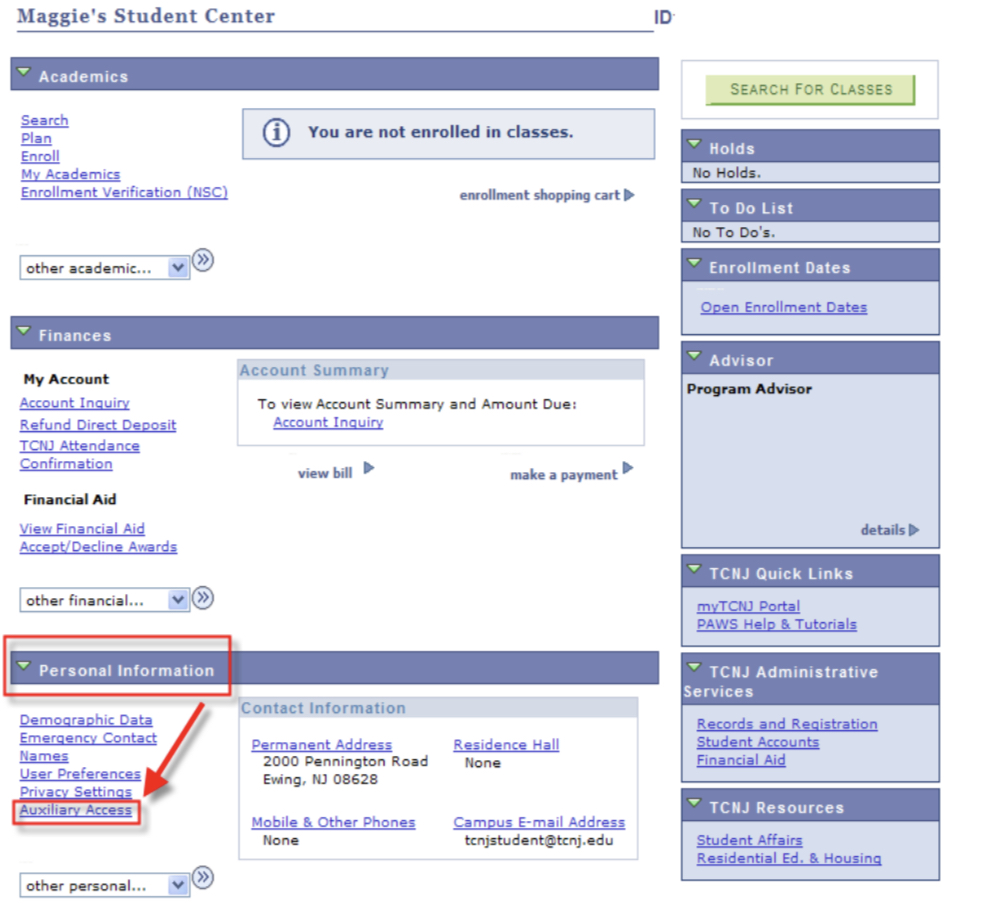 Maggie's Student Center
ID
Academics
Search
Plan
Enroll
My Academics
Enrollment Verification (NSC)
You are not enrolled in classes.
enrollment shopping cart
other academic...
Finances
My Account
Account Inquiry
Refund Direct Deposit
TCNJ Attendance
Confirmation
Financial Aid
View Financial Aid
Accept/Decline Awards
Account Summary
To view Account Summary and Amount Due:
Account Inquiry
view bill
make a payment
other financial...
Personal Information
Demographic Data
Emergency Contact
Names
User Preferences
Privacy Settings
Auxiliary Access
Contact Information
Permanent Address
2000 Pennington Road
Ewing, NJ 08628
Residence Hall
None
Mobile & Other Phones
None
Campus E-mail Address
tcnjstudent@tcnj.edu
other personal...
SEARCH FOR CLASSES
Holds
No Holds.
To Do List
No To Do's.
Enrollment Dates
Open Enrollment Dates
Advisor
Program Advisor
details
TCNJ Quick Links
myTCNJ Portal
PAWS Help & Tutorials
TCNJ Administrative
Services
Records and Registration
Student Accounts
Financial Aid
TCNJ Resources
Student Affairs
Residential Ed. & Housing